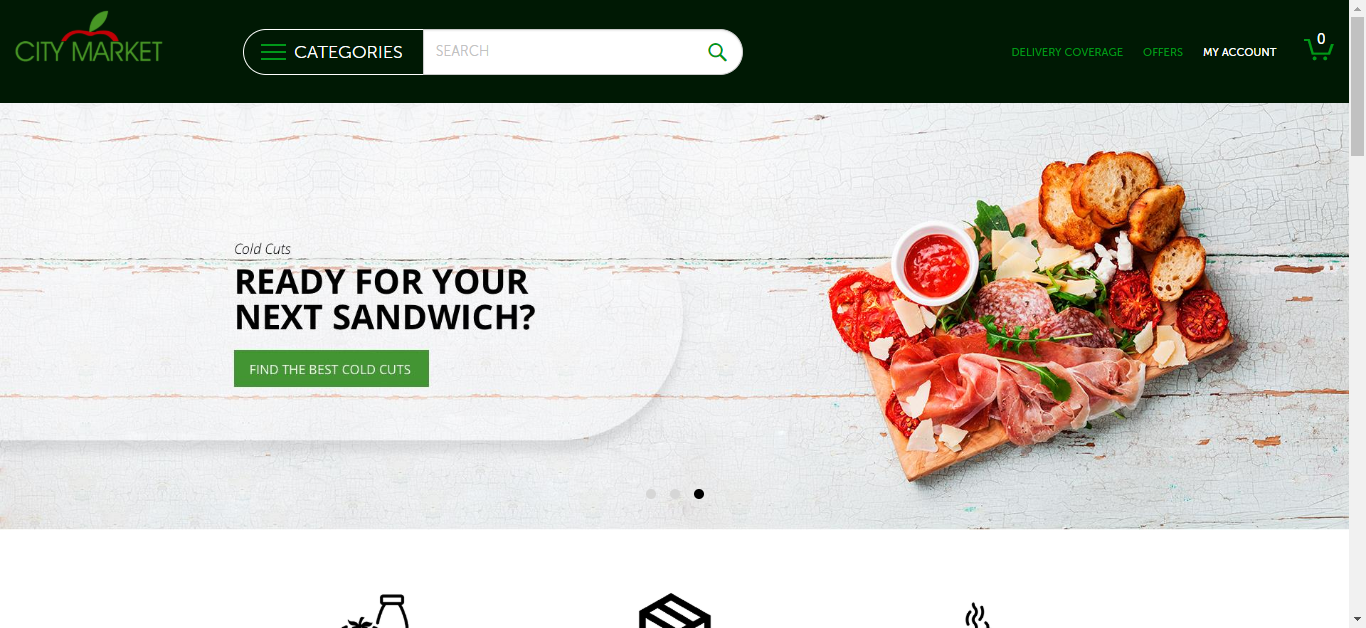 CITY MARKET
CATEGORIES
SEARCH
DELIVERY COVERAGE
OFFERS
MY ACCOUNT
0
Cold Cuts
READY FOR YOUR
NEXT SANDWICH?
FIND THE BEST COLD CUTS